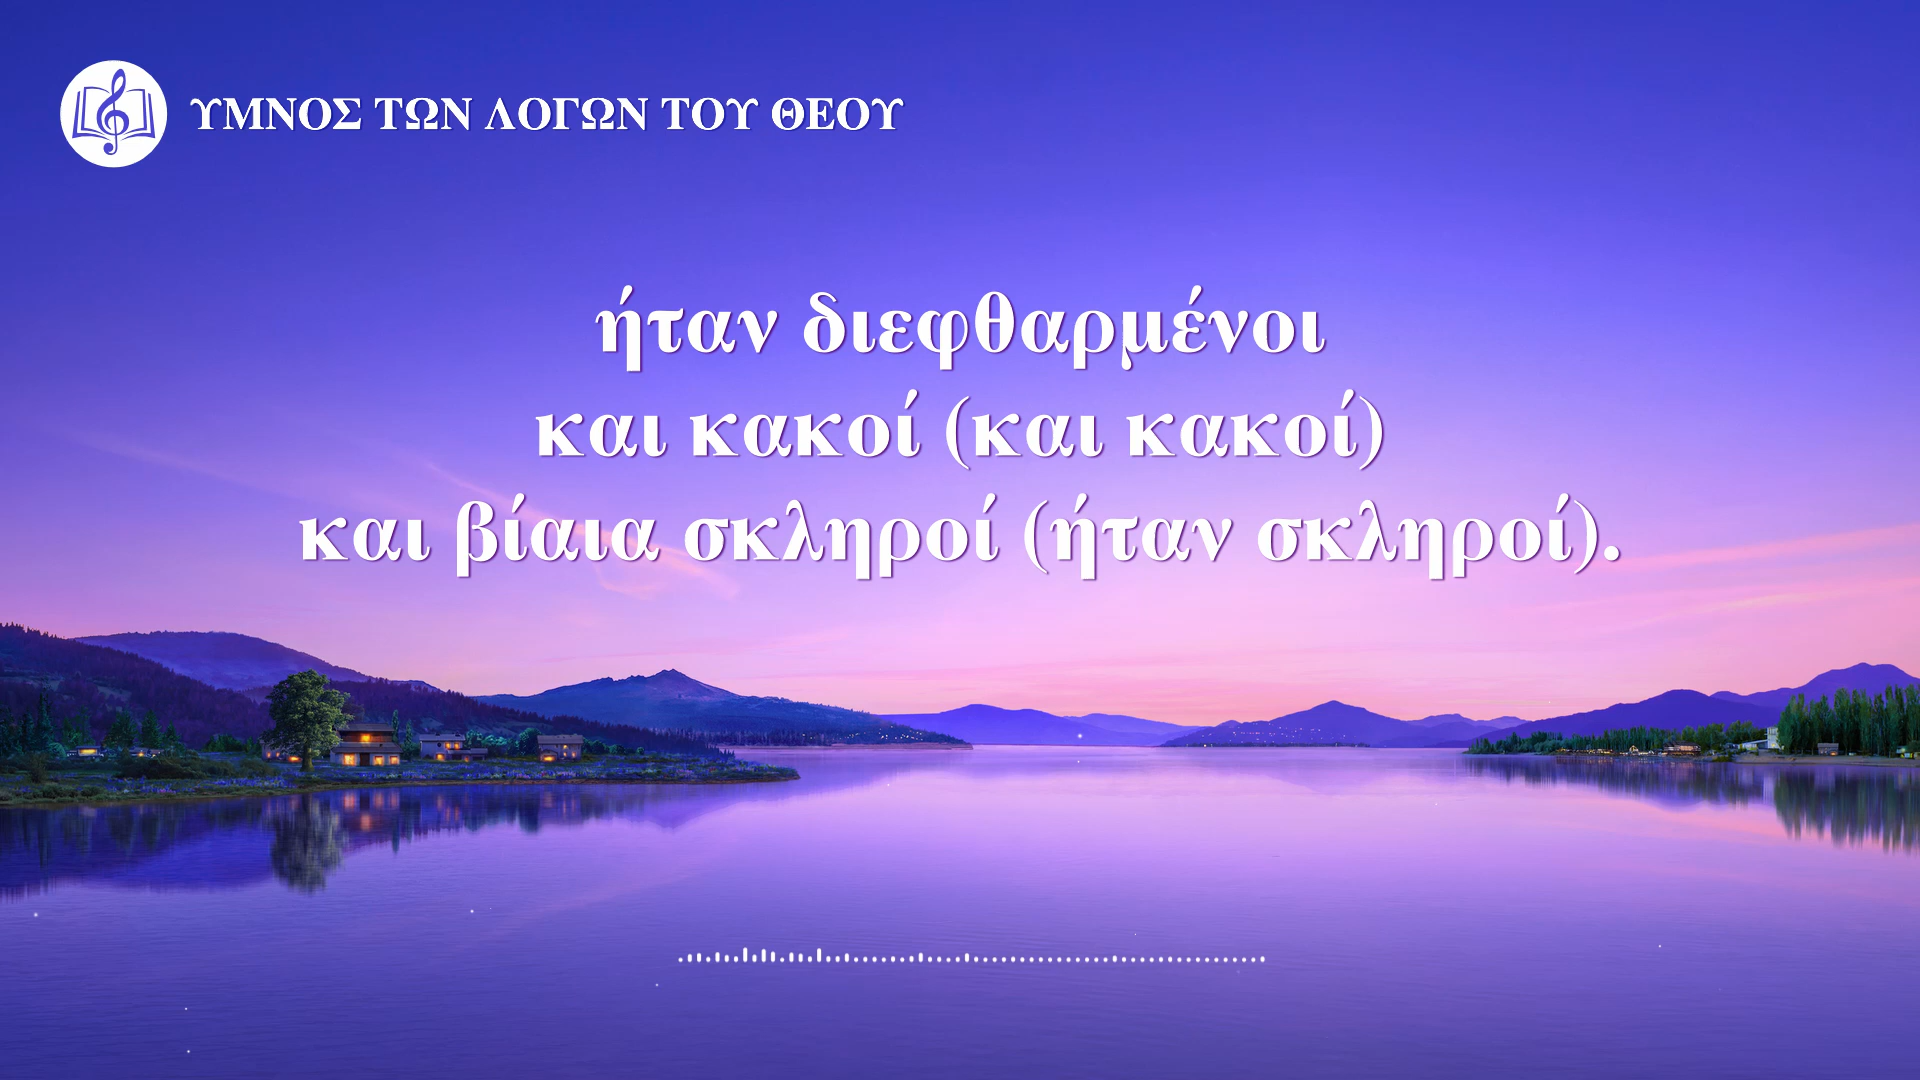 ΥΜΝΟΣ ΤΩΝ ΛΟΓΩΝ ΤΟΥ ΘΕΟΥ
ήταν διεφθαρμένοι
και κακοί (και κακοί)
και βίαια σκληροί (ήταν σκληροί).